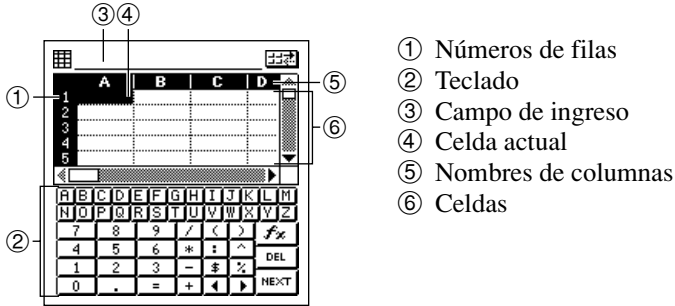 ③④
A B C D
⑤
① 1
2
3
4
5
⑥
② A B C D E F G H I J K L M
N O P Q R S T U V W X Y Z
7 8 9 / ( ) fx
4 5 6 * : ^ DEL
1 2 3 − $ %
0 . = + NEXT
① Números de filas
② Teclado
③ Campo de ingreso
④ Celda actual
⑤ Nombres de columnas
⑥ Celdas